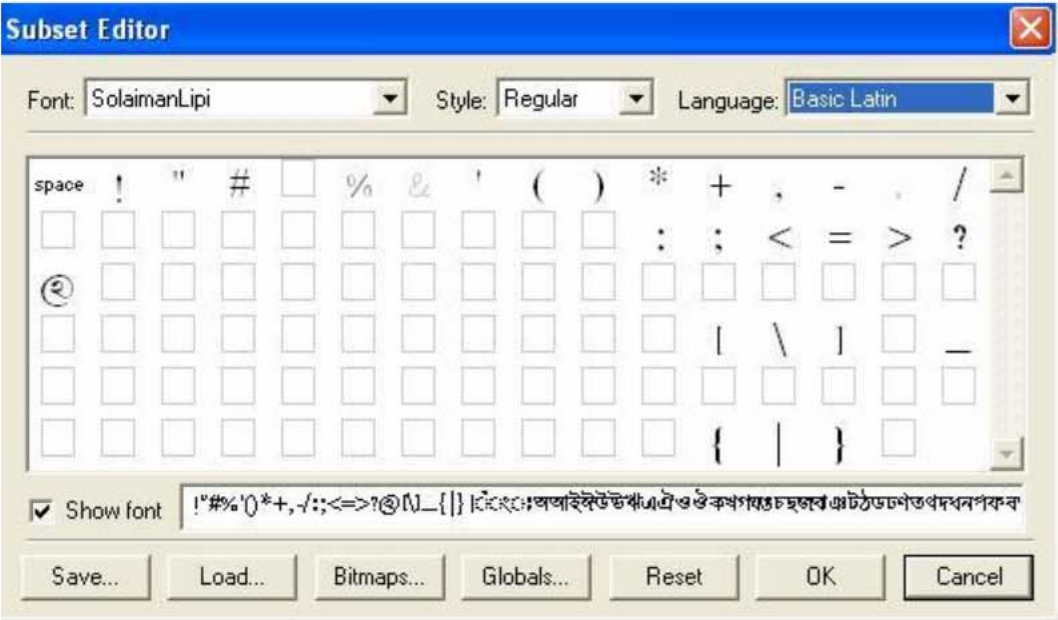 Subset Editor
Font: SolaimanLipi Style: Regular Language: Basic Latin
space ! " # % & ' ( ) * + , - . /
: ; < = > ?
@
[ \ ] _
{ | }
Show font !"#%'()*+,-/:;<=>?@[\]_{|}
Save... Load... Bitmaps... Globals... Reset OK Cancel